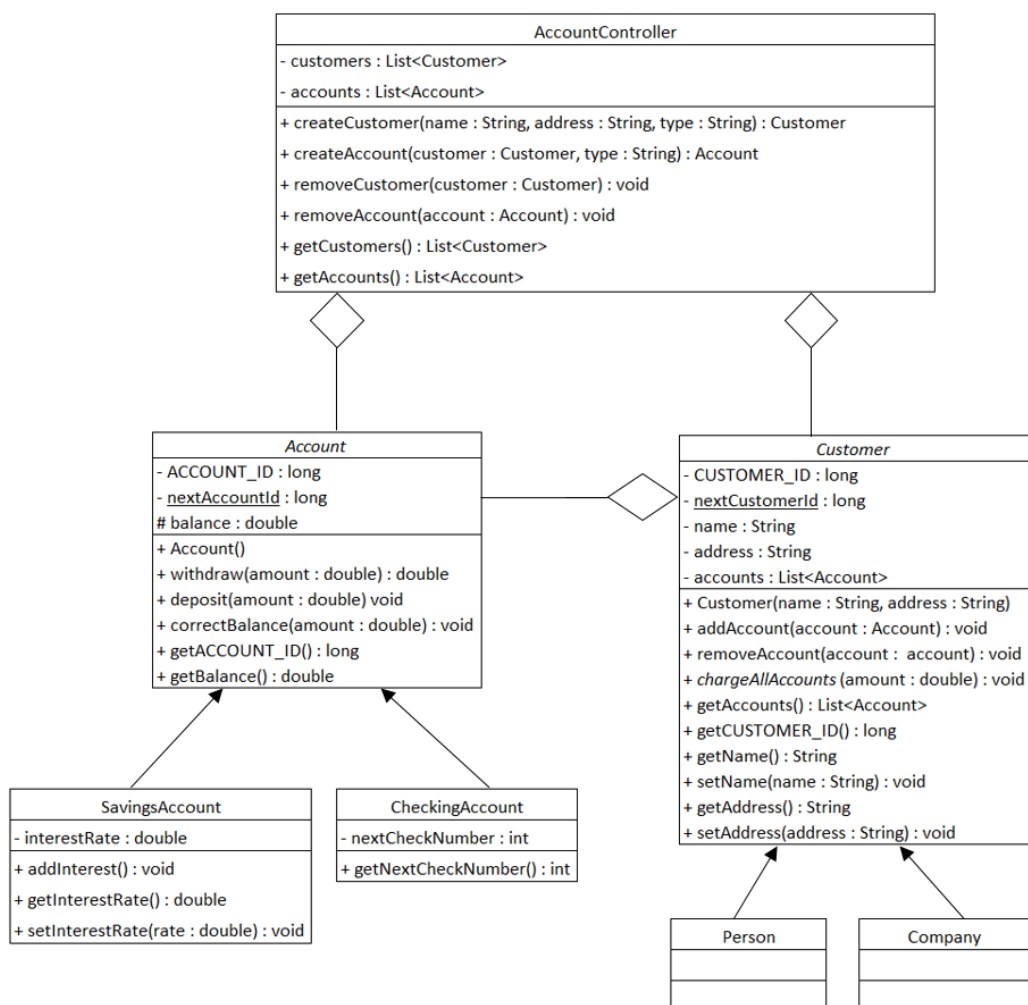 AccountController
- customers : List<Customer>
- accounts : List<Account>
+ createCustomer(name : String, address : String, type : String) : Customer
+ createAccount(customer : Customer, type : String) : Account
+ removeCustomer(customer : Customer) : void
+ removeAccount(account : Account) : void
+ getCustomers() : List<Customer>
+ getAccounts() : List<Account>
Account
- ACCOUNT_ID : long
- nextAccountId : long
# balance : double
+ Account()
+ withdraw(amount : double) : double
+ deposit(amount : double) void
+ correctBalance(amount : double) : void
+ getACCOUNT_ID() : long
+ getBalance() : double
Customer
- CUSTOMER_ID : long
- nextCustomerId : long
- name : String
- address : String
- accounts : List<Account>
+ Customer(name : String, address : String)
+ addAccount(account : Account) : void
+ removeAccount(account : account) : void
+ chargeAllAccounts (amount : double) : void
+ getAccounts() : List<Account>
+ getCUSTOMER_ID() : long
+ getName() : String
+ setName(name : String) : void
+ getAddress() : String
+ setAddress(address : String) : void
SavingsAccount
- interestRate : double
+ addInterest() : void
+ getInterestRate() : double
+ setInterestRate(rate : double) : void
CheckingAccount
- nextCheckNumber : int
+ getNextCheckNumber() : int
Person
Company